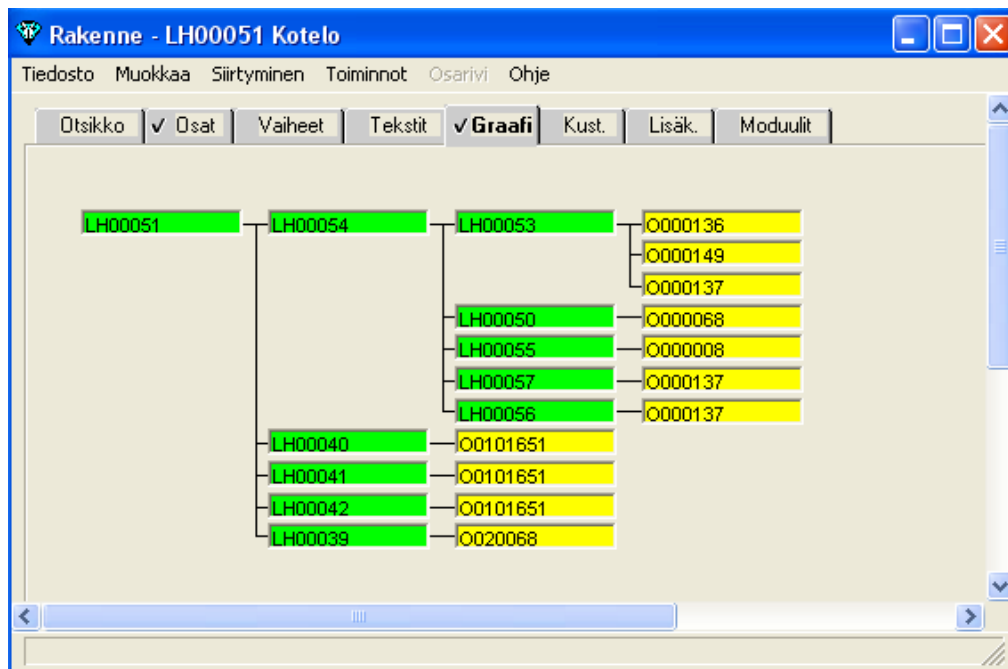 Rakenne - LH00051 Kotelo
Tiedosto Muokkaa Siirtyminen Toiminnot Osarivi Ohje
Otsikko ✓ Osat Vaiheet Tekstit ✓ Graafi Kust. Lisäk. Moduulit
LH00051 LH00054 LH00053 O000136
O000149
O000137
LH00050 O000068
LH00055 O000008
LH00057 O000137
LH00056 O000137
LH00040 O0101651
LH00041 O0101651
LH00042 O0101651
LH00039 O020068